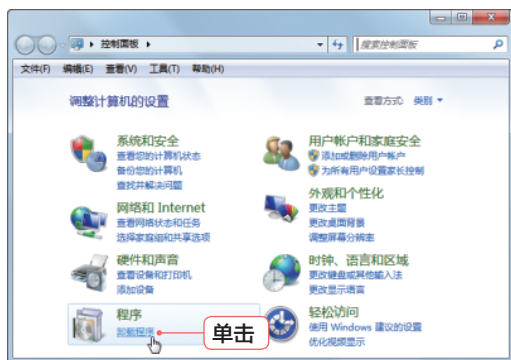 控制面板
搜索控制面板
文件(F) 编辑(E) 查看(V) 工具(T) 帮助(H)
调整计算机的设置
查看方式: 类别
系统和安全
查看您的计算机状态
备份您的计算机
查找并解决问题
网络和 Internet
查看网络状态和任务
选择家庭组和共享选项
硬件和声音
查看设备和打印机
添加设备
程序
卸载程序
单击
用户帐户和家庭安全
添加或删除用户帐户
为所有用户设置家长控制
外观和个性化
更改主题
更改桌面背景
调整屏幕分辨率
时钟、语言和区域
更改键盘或其他输入法
更改显示语言
轻松访问
使用 Windows 建议的设置
优化视频显示